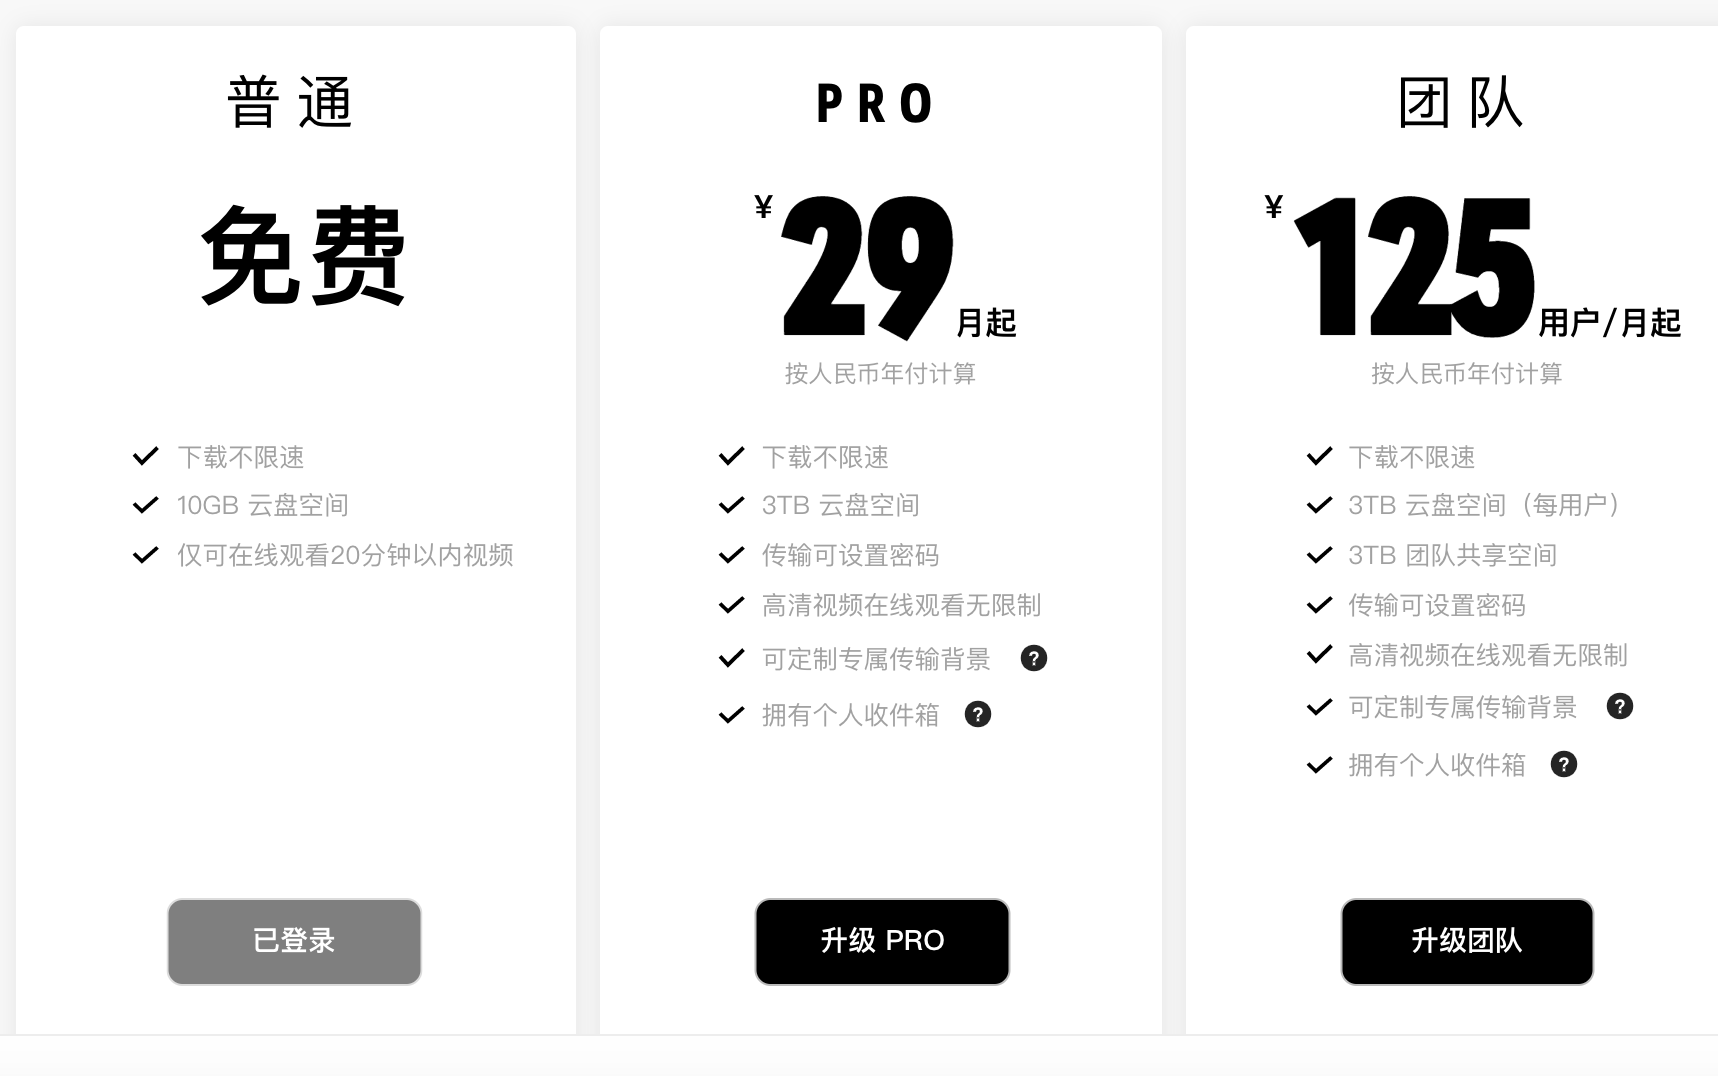 普通
免费
下载不限速
10GB 云盘空间
仅可在线观看20分钟以内视频
已登录
PRO
¥29月起
按人民币年付计算
下载不限速
3TB 云盘空间
传输可设置密码
高清视频在线观看无限制
可定制专属传输背景 ?
拥有个人收件箱 ?
升级 PRO
团队
¥125用户/月起
按人民币年付计算
下载不限速
3TB 云盘空间（每用户）
3TB 团队共享空间
传输可设置密码
高清视频在线观看无限制
可定制专属传输背景 ?
拥有个人收件箱 ?
升级团队